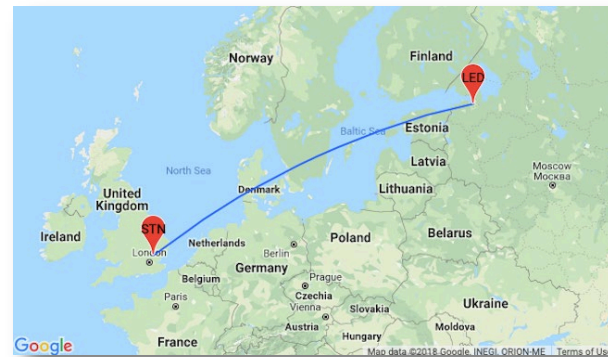 Norway
Finland
LED
Baltic Sea
Estonia
North Sea
Latvia
Moscow
Москва
Denmark
Lithuania
United
Kingdom
STN
Ireland
Netherlands
Berlin
Poland
Belarus
London
Belgium
Germany
Prague
Czechia
Paris
Vienna
Slovakia
Ukraine
Austria
Hungary
Moldova
France
Google
Map data ©2018 Google, INEGI, ORION-ME
Terms of Us